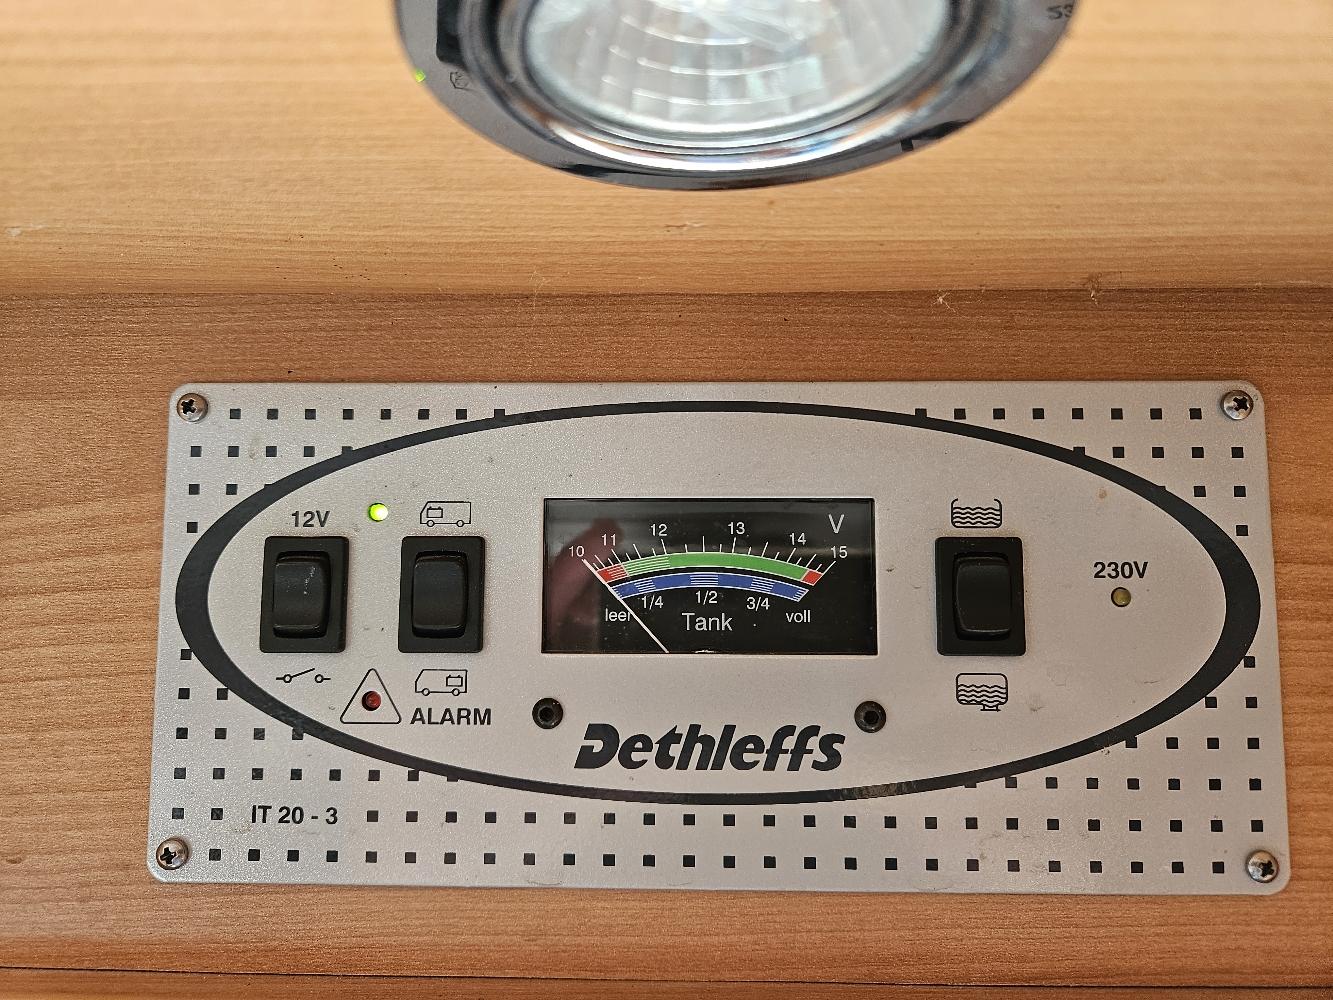 12V
10 11 12 13 14 15 V
leer 1/4 1/2 3/4 voll
Tank
230V
ALARM
Dethleffs
IT 20 - 3